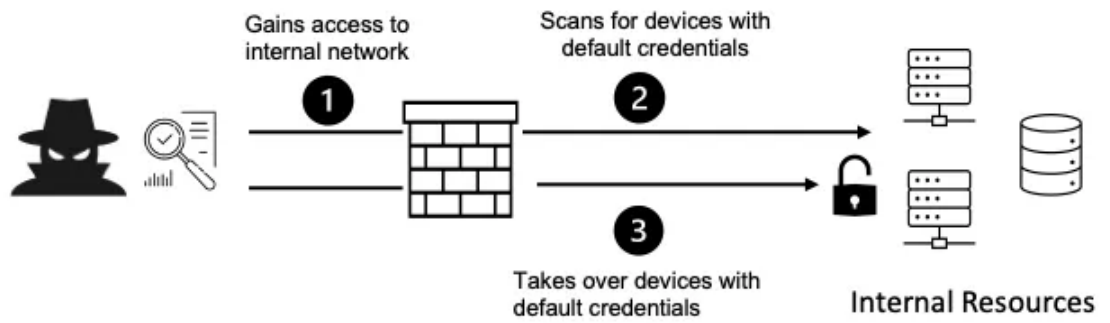 Gains access to
internal network
1
Scans for devices with
default credentials
2
3
Takes over devices with
default credentials
Internal Resources